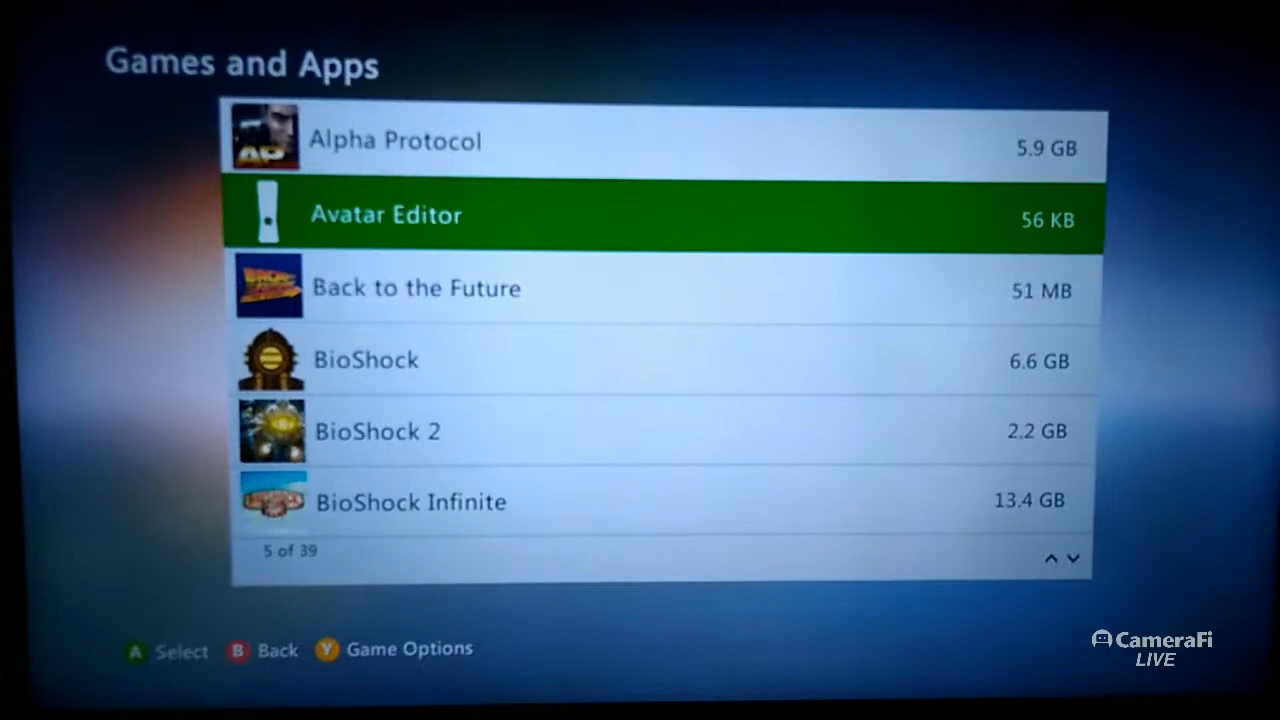 Games and Apps
AP
Alpha Protocol 5.9 GB
Avatar Editor 56 KB
Back to the Future 51 MB
BioShock 6.6 GB
BioShock 2 2.2 GB
BioShock Infinite 13.4 GB
5 of 39
A Select B Back Y Game Options
CameraFi
LIVE